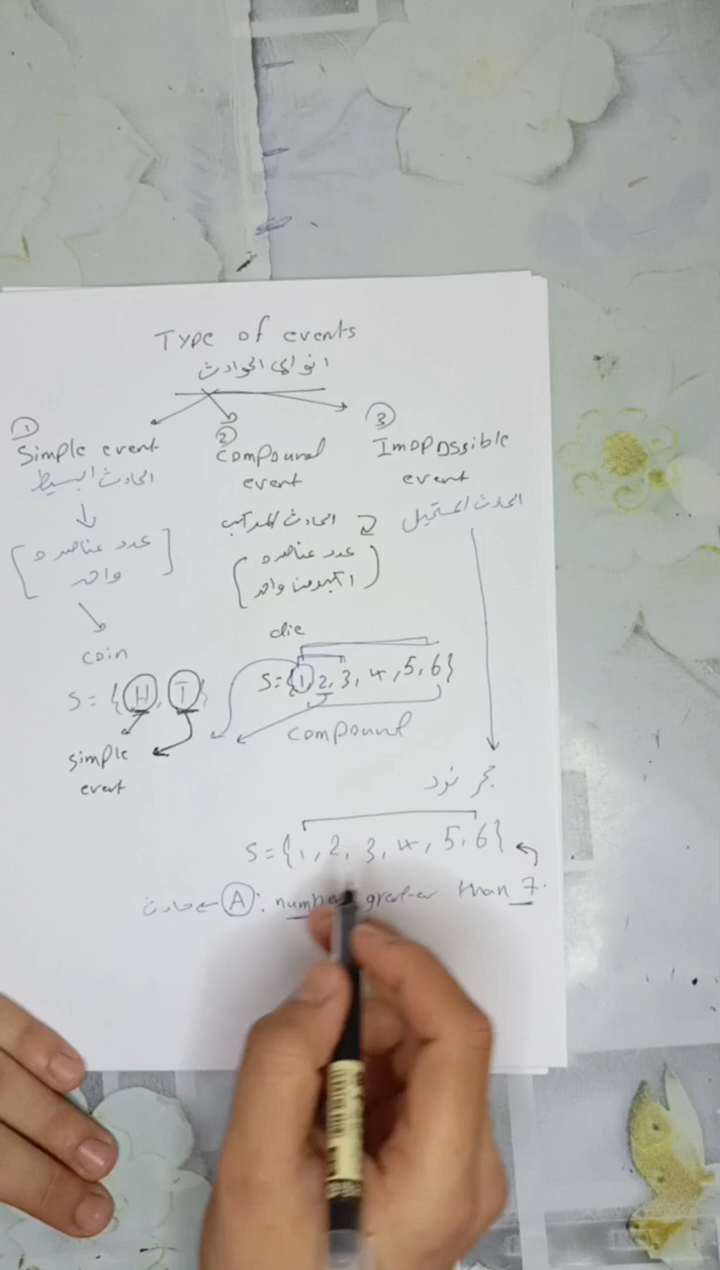 Type of events
انواع الحوادث
①
Simple event
الحادث البسيط
عدد عناصره
واحد
coin
S = {H, T}
simple
event
②
Compound
event
الحادث المركب
عدد عناصره
اكبر من واحد
die
S = {1, 2, 3, 4, 5, 6}
compound
③
Imopossible
event
الحدث المستحيل
حجر نرد
S = {1, 2, 3, 4, 5, 6}
حادث ← A : number greater than 7.